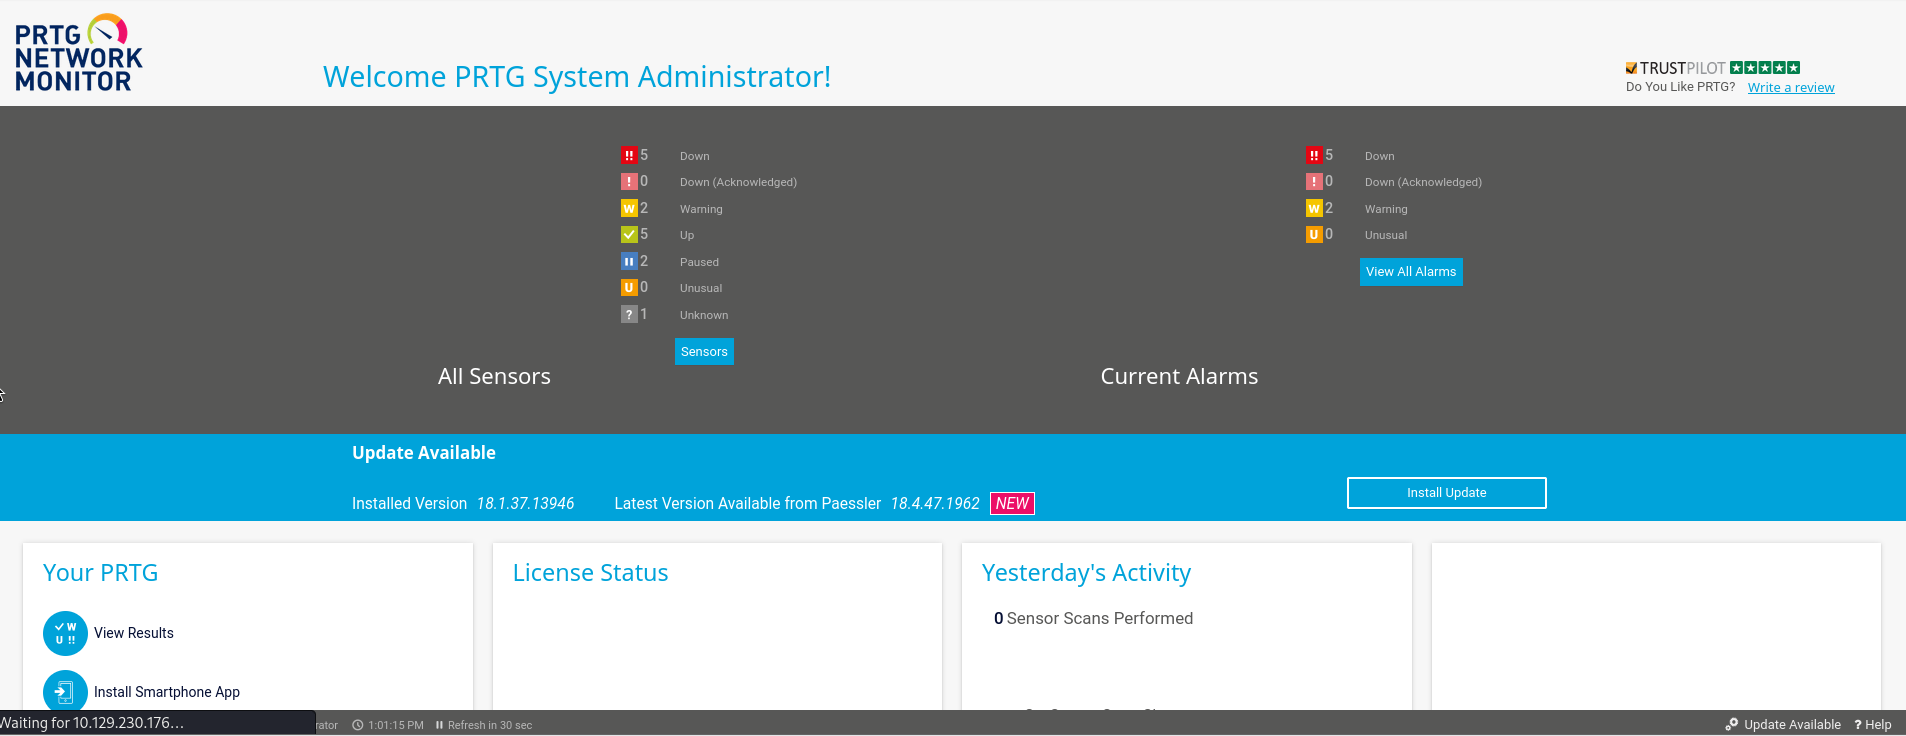 PRTG
NETWORK
MONITOR
Welcome PRTG System Administrator!
TRUSTPILOT
Do You Like PRTG? Write a review
!! 5 Down
! 0 Down (Acknowledged)
W 2 Warning
5 Up
2 Paused
U 0 Unusual
? 1 Unknown
Sensors
All Sensors
!! 5 Down
! 0 Down (Acknowledged)
W 2 Warning
U 0 Unusual
View All Alarms
Current Alarms
Update Available
Installed Version 18.1.37.13946 Latest Version Available from Paessler 18.4.47.1962 NEW
Install Update
Your PRTG
W
U !!
View Results
Install Smartphone App
License Status
Yesterday's Activity
0 Sensor Scans Performed
Waiting for 10.129.230.176...
rator 1:01:15 PM Refresh in 30 sec
Update Available ? Help